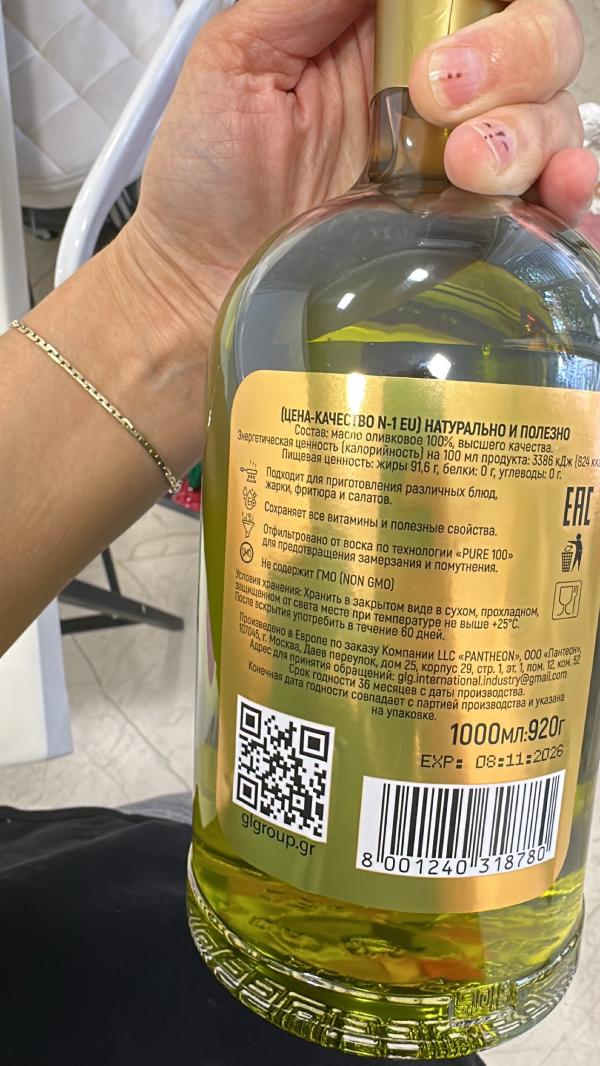 (ЦЕНА-КАЧЕСТВО N-1 EU) НАТУРАЛЬНО И ПОЛЕЗНО
Состав: масло оливковое 100%, высшего качества.
Энергетическая ценность (калорийность) на 100 мл продукта: 3386 кДж (824 кка
Пищевая ценность: жиры 91,6 г, белки: 0 г, углеводы: 0 г.
Подходит для приготовления различных блюд,
жарки, фритюра и салатов.
Сохраняет все витамины и полезные свойства.
Отфильтровано от воска по технологии «PURE 100»
для предотвращения замерзания и помутнения.
Не содержит ГМО (NON GMO)
EAC
Условия хранения: Хранить в закрытом виде в сухом, прохладном,
защищенном от света месте при температуре не выше +25°С.
После вскрытия употребить в течение 60 дней.
Произведено в Европе по заказу Компании LLC «PANTHEON», ООО «Пантеон»,
107045, г. Москва, Даев переулок, дом 25, корпус 29, стр. 1, эт. 1, пом. 12, ком. 52
Адрес для принятия обращений: glg.international.industry@gmail.com
Срок годности 36 месяцев с даты производства.
Конечная дата годности совпадает с партией производства и указана
на упаковке.
1000мл:920г
EXP: 08:11:2026
glgroup.gr
8 001240 318780